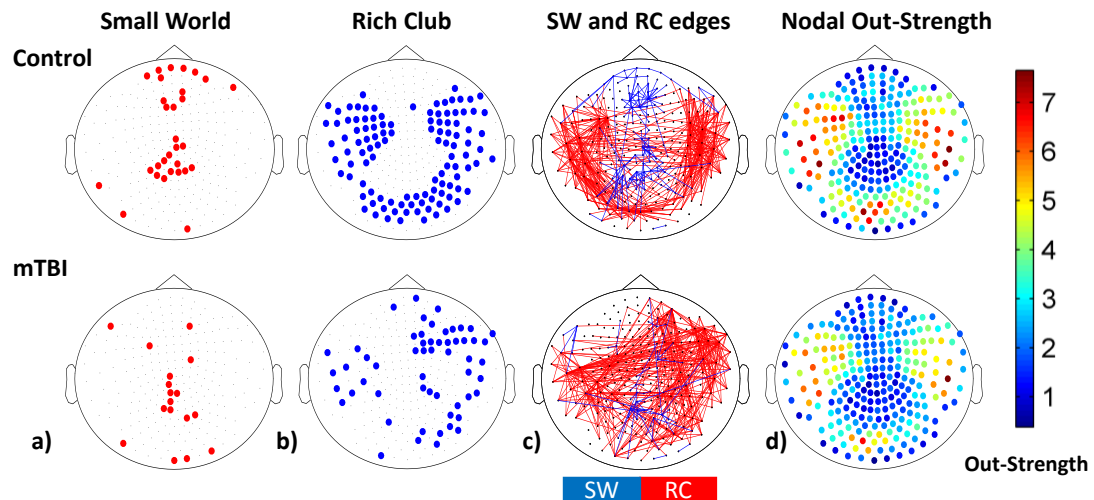 Small World
Rich Club
SW and RC edges
Nodal Out-Strength
Control
7
6
5
4
3
2
1
mTBI
a)
b)
c)
d)
Out-Strength
SW
RC